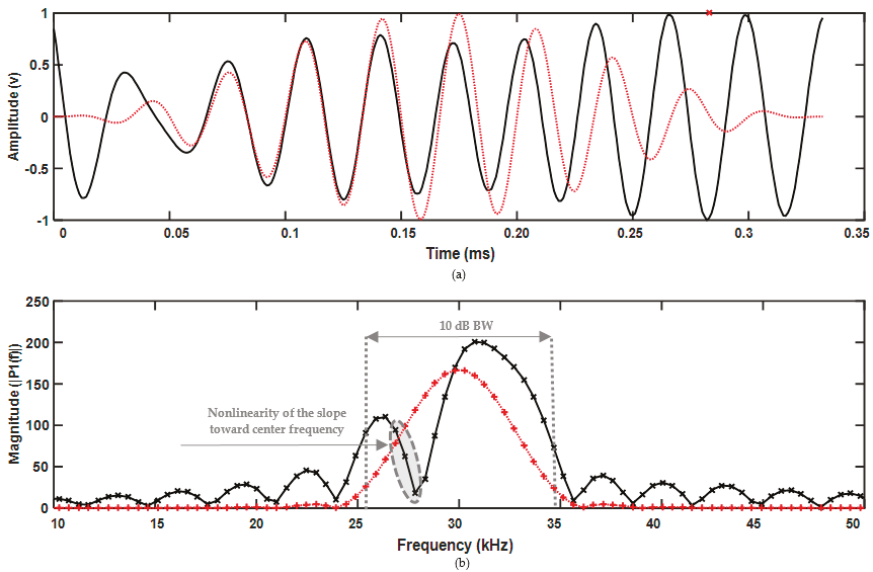 1
0.5
0
-0.5
-1
Amplitude (v)
0 0.05 0.1 0.15 0.20 0.25 0.3 0.35
Time (ms)
(a)
250
200
150
100
50
0
Magnitude (|P1(f)|)
10 dB BW
Nonlinearity of the slope
toward center frequency
10 15 20 25 30 35 40 45 50
Frequency (kHz)
(b)